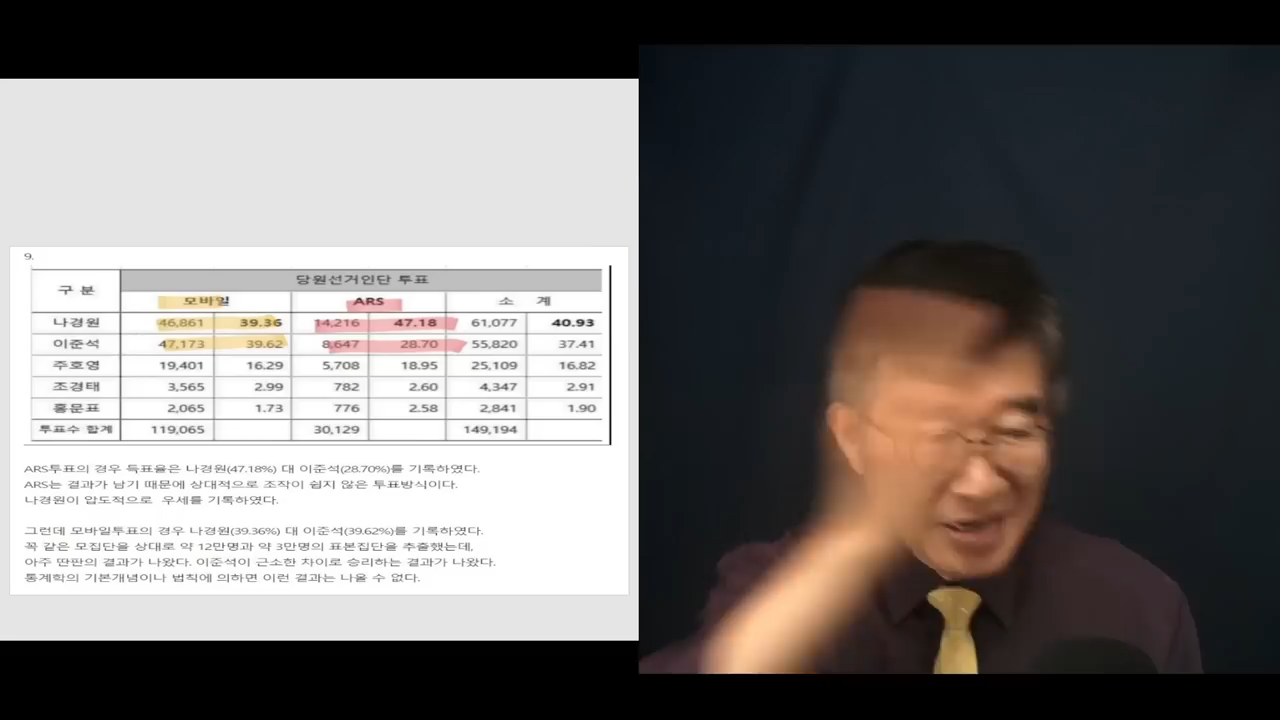 9.
구 분 당원선거인단 투표
모바일 ARS 소 계
나경원 46,861 39.36 14,216 47.18 61,077 40.93
이준석 47,173 39.62 8,647 28.70 55,820 37.41
주호영 19,401 16.29 5,708 18.95 25,109 16.82
조경태 3,565 2.99 782 2.60 4,347 2.91
홍문표 2,065 1.73 776 2.58 2,841 1.90
투표수 합계 119,065 30,129 149,194
ARS투표의 경우 득표율은 나경원(47.18%) 대 이준석(28.70%)를 기록하였다.
ARS는 결과가 남기 때문에 상대적으로 조작이 쉽지 않은 투표방식이다.
나경원이 압도적으로 우세를 기록하였다.
그런데 모바일투표의 경우 나경원(39.36%) 대 이준석(39.62%)를 기록하였다.
꼭 같은 모집단을 상대로 약 12만명과 약 3만명의 표본집단을 추출했는데,
아주 딴판의 결과가 나왔다. 이준석이 근소한 차이로 승리하는 결과가 나왔다.
통계학의 기본개념이나 법칙에 의하면 이런 결과는 나올 수 없다.